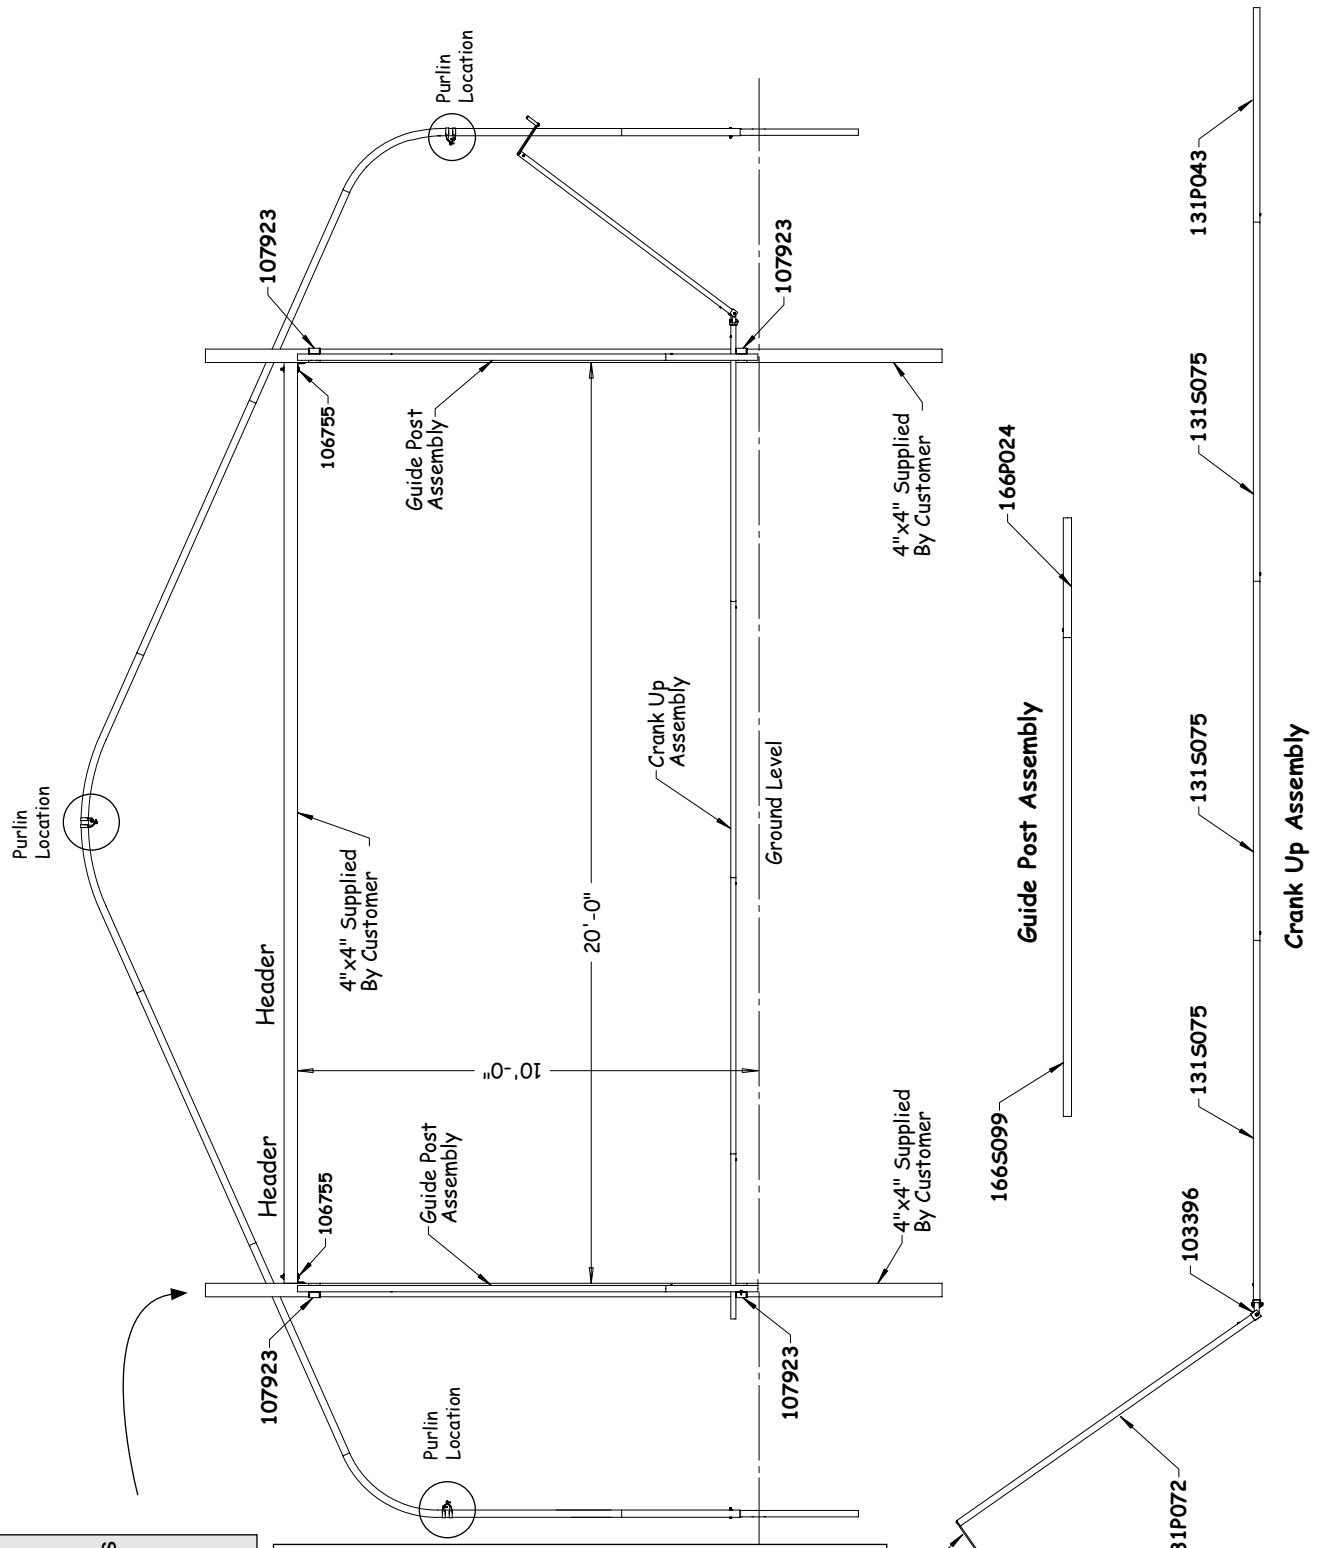 Purlin
Location
Purlin
Location
Purlin
Location
107923
107923
106755
Guide Post
Assembly
4"x4" Supplied
By Customer
Header
Header
4"x4" Supplied
By Customer
20'-0"
10'-0"
Crank Up
Assembly
Ground Level
106755
Guide Post
Assembly
107923
107923
4"x4" Supplied
By Customer
166P024
Guide Post Assembly
166S099
131P043
131S075
131S075
131S075
103396
Crank Up Assembly